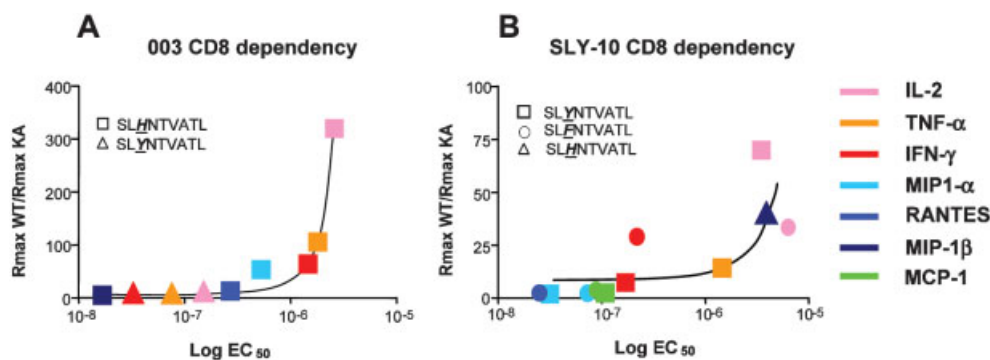 A
003 CD8 dependency
Rmax WT/Rmax KA
400
300
200
100
0
SLHNTVATL
SLYNTVATL
10-8
10-7
10-6
10-5
Log EC50
B
SLY-10 CD8 dependency
Rmax WT/Rmax KA
100
75
50
25
0
SLYNTVATL
SLFNTVATL
SLHNTVATL
10-8
10-7
10-6
10-5
Log EC50
IL-2
TNF-α
IFN-γ
MIP1-α
RANTES
MIP-1β
MCP-1